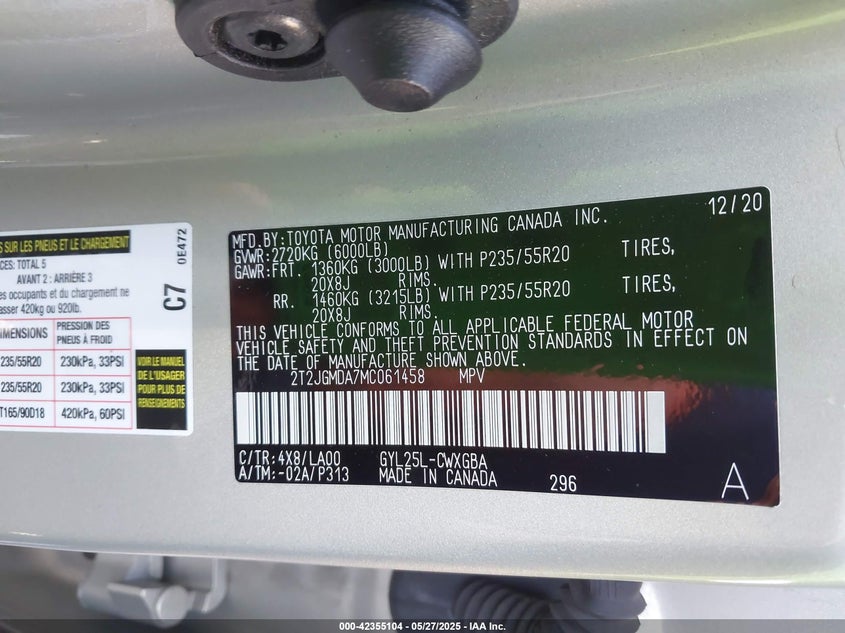 S SUR LES PNEUS ET LE CHARGEMENT
CES: TOTAL 5
AVANT 2 : ARRIÈRE 3
es occupants et du chargement ne
asser 420kg ou 920lb.
0E472
C7
DIMENSIONS
PRESSION DES PNEUS À FROID
235/55R20 230kPa, 33PSI
235/55R20 230kPa, 33PSI
T165/90D18 420kPa, 60PSI
VOIR LE MANUEL
DE L'USAGER
POUR PLUS DE
RENSEIGNEMENTS
12/20
MFD.BY:TOYOTA MOTOR MANUFACTURING CANADA INC.
GVWR:2720KG (6000LB)
GAWR:FRT. 1360KG (3000LB) WITH P235/55R20 TIRES,
20X8J RIMS.
RR. 1460KG (3215LB) WITH P235/55R20 TIRES,
20X8J RIMS.
THIS VEHICLE CONFORMS TO ALL APPLICABLE FEDERAL MOTOR
VEHICLE SAFETY AND THEFT PREVENTION STANDARDS IN EFFECT ON
THE DATE OF MANUFACTURE SHOWN ABOVE.
2T2JGMDA7MC061458 MPV
C/TR:4X8/LA00 GYL25L-CWXGBA
A/TM:-02A/P313 MADE IN CANADA 296
A
000-42355104 - 05/27/2025 - IAA Inc.